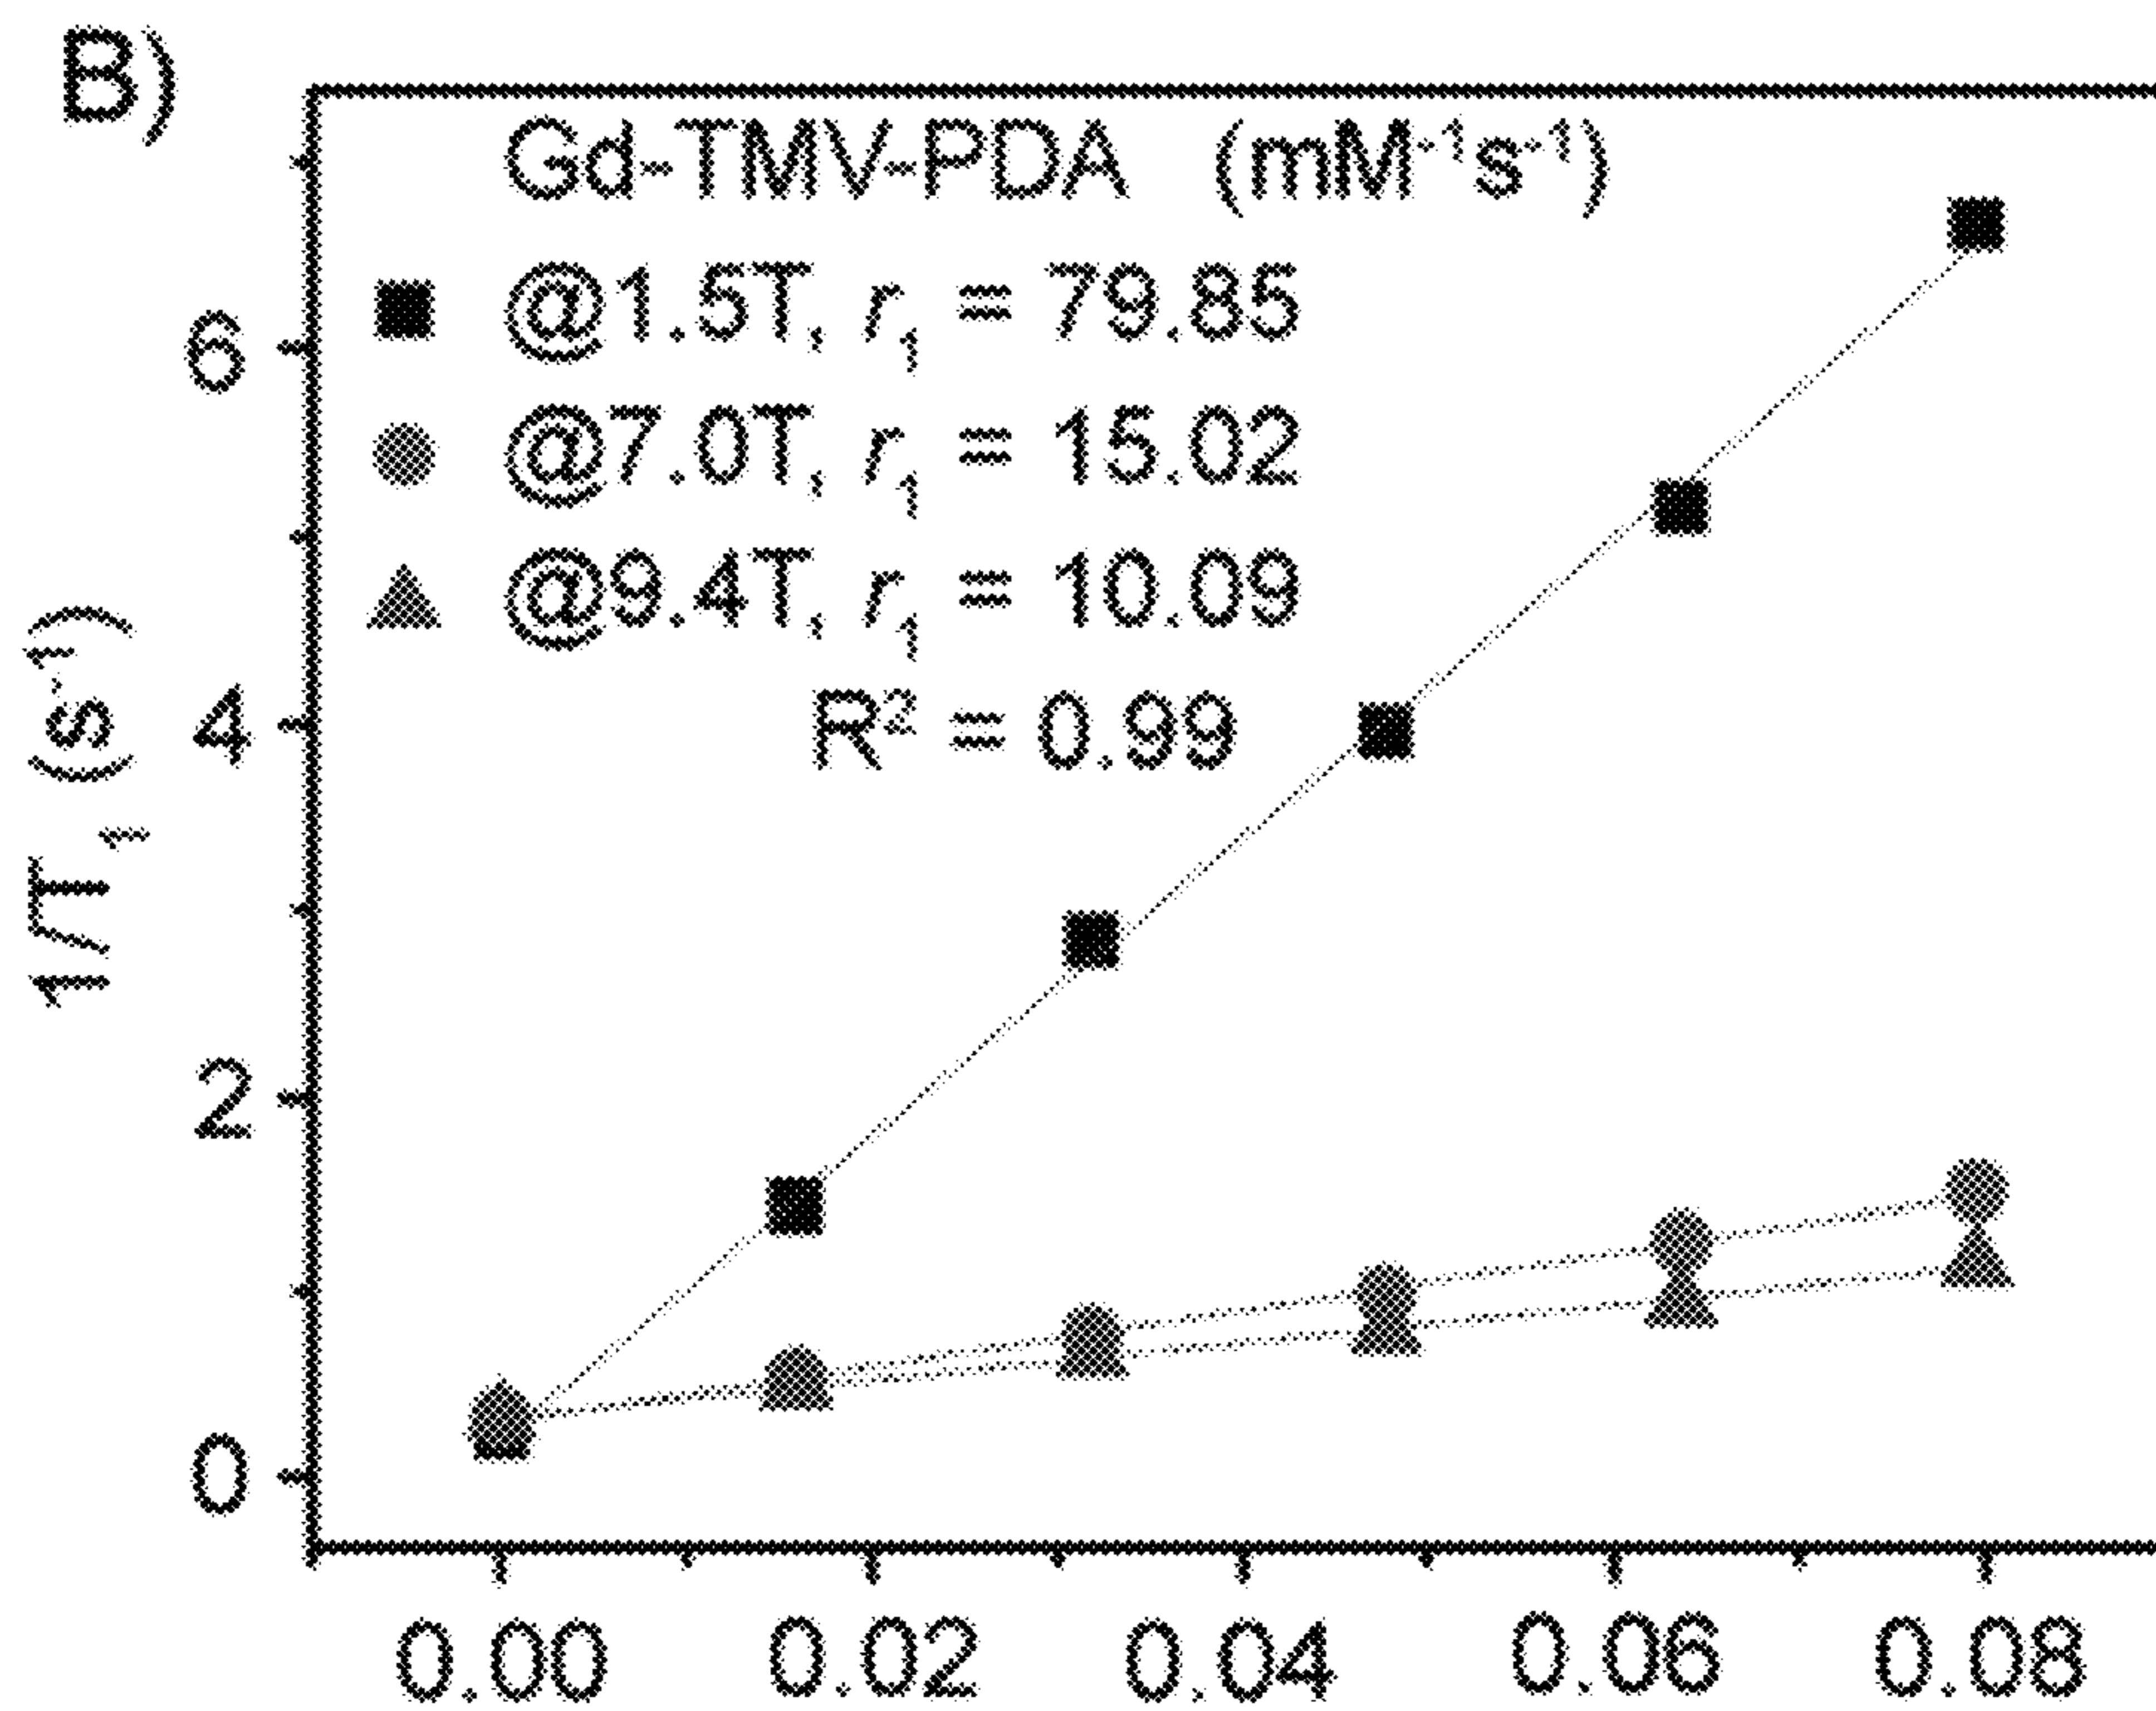 B)
Gd-TMV-PDA (mM⁻¹s⁻¹)
@1.5T, r₁ = 79.85
@7.0T, r₁ = 15.02
@9.4T, r₁ = 10.09
R² = 0.99
1/T₁ (s⁻¹)
6
4
2
0
0.00 0.02 0.04 0.06 0.08